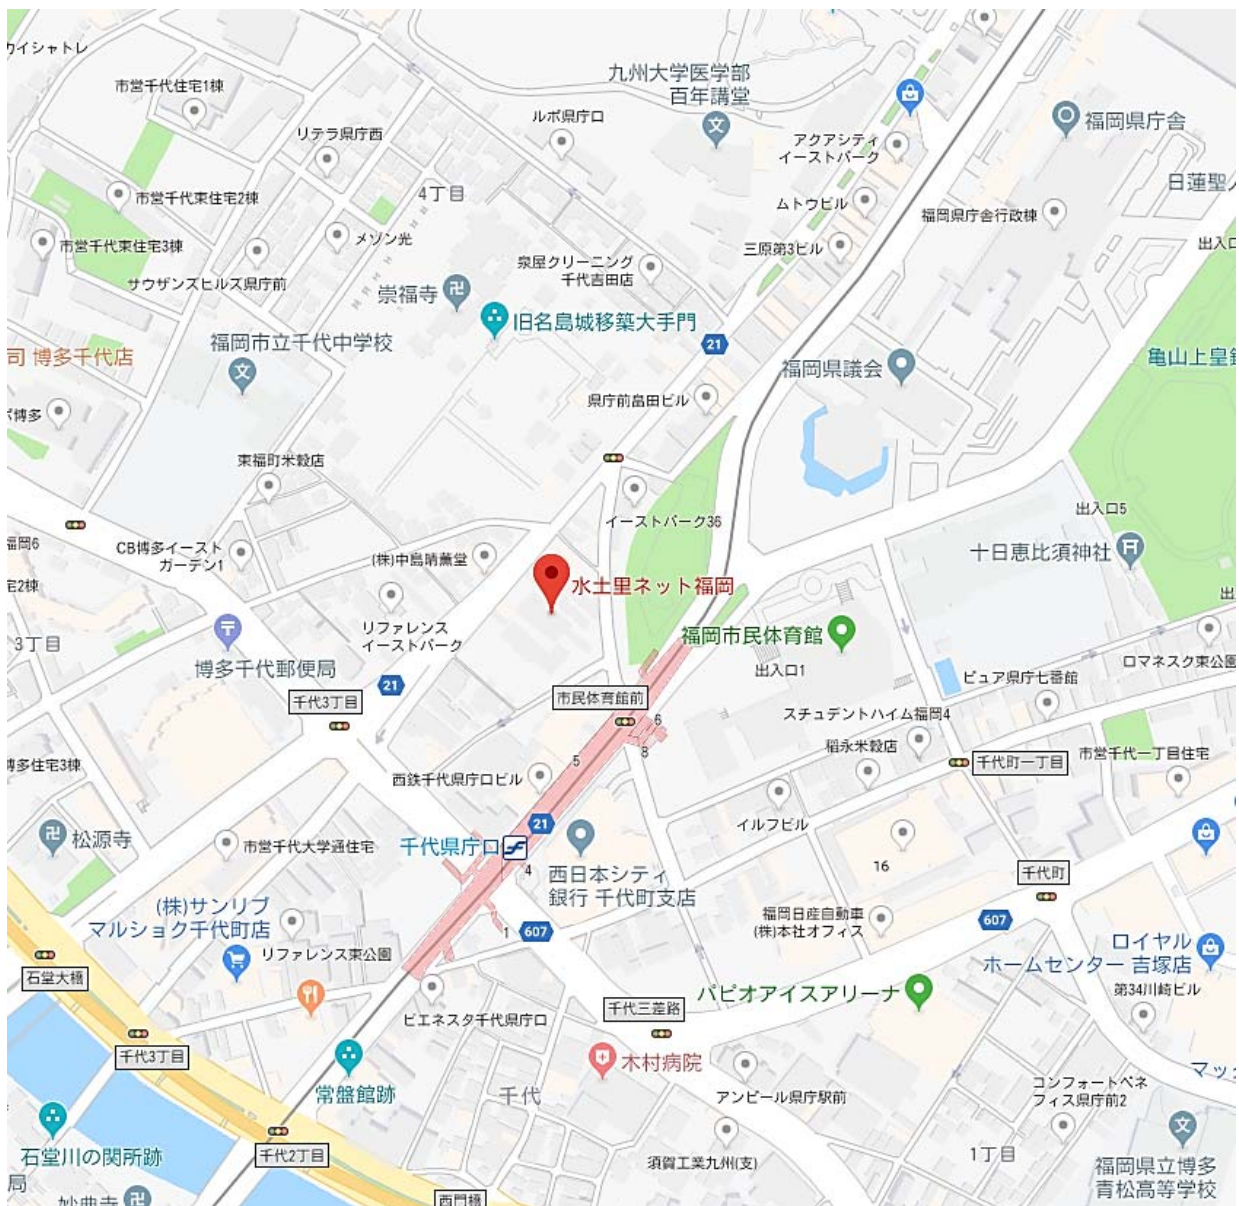 カイシャトレ
市営千代住宅1棟
リテラ県庁西
ルポ県庁口
九州大学医学部
百年講堂
アクアシティ
イーストパーク
福岡県庁舎
日蓮聖人
市営千代東住宅2棟
4丁目
ムトウビル
福岡県庁舎行政棟
市営千代東住宅3棟
メゾン光
三原第3ビル
出入口
サウザンズヒルズ県庁前
泉屋クリーニング
千代吉田店
崇福寺
旧名島城移築大手門
福岡市立千代中学校
21
司 博多千代店
福岡県議会
亀山上皇銅
県庁前畠田ビル
博多
東福町米穀店
イーストパーク36
出入口5
福岡6
CB博多イースト
ガーデン1
(株)中島晴薫堂
十日恵比須神社
宅2棟
水土里ネット福岡
出
3丁目
リファレンス
イーストパーク
福岡市民体育館
博多千代郵便局
出入口1
ロマネスク東公園
21
ピュア県庁七番館
千代3丁目
市民体育館前
6
スチュデントハイム福岡4
8
稲永米穀店
千代町一丁目
市営千代一丁目住宅
博多住宅3棟
5
西鉄千代県庁口ビル
イルフビル
21
松源寺
市営千代大学通住宅
千代県庁口
4
西日本シティ
銀行 千代町支店
16
千代町
(株)サンリブ
マルショク千代町店
1
607
福岡日産自動車
(株)本社オフィス
607
ロイヤル
ホームセンター 吉塚店
リファレンス東公園
石堂大橋
パピオアイスアリーナ
第34川崎ビル
ピエネスタ千代県庁口
千代三差路
千代3丁目
木村病院
マック
常盤館跡
千代
アンピール県庁駅前
コンフォートベネ
フィス県庁前2
石堂川の関所跡
千代2丁目
須賀工業九州(支)
1丁目
福岡県立博多
青松高等学校
局
妙典寺
西門橋